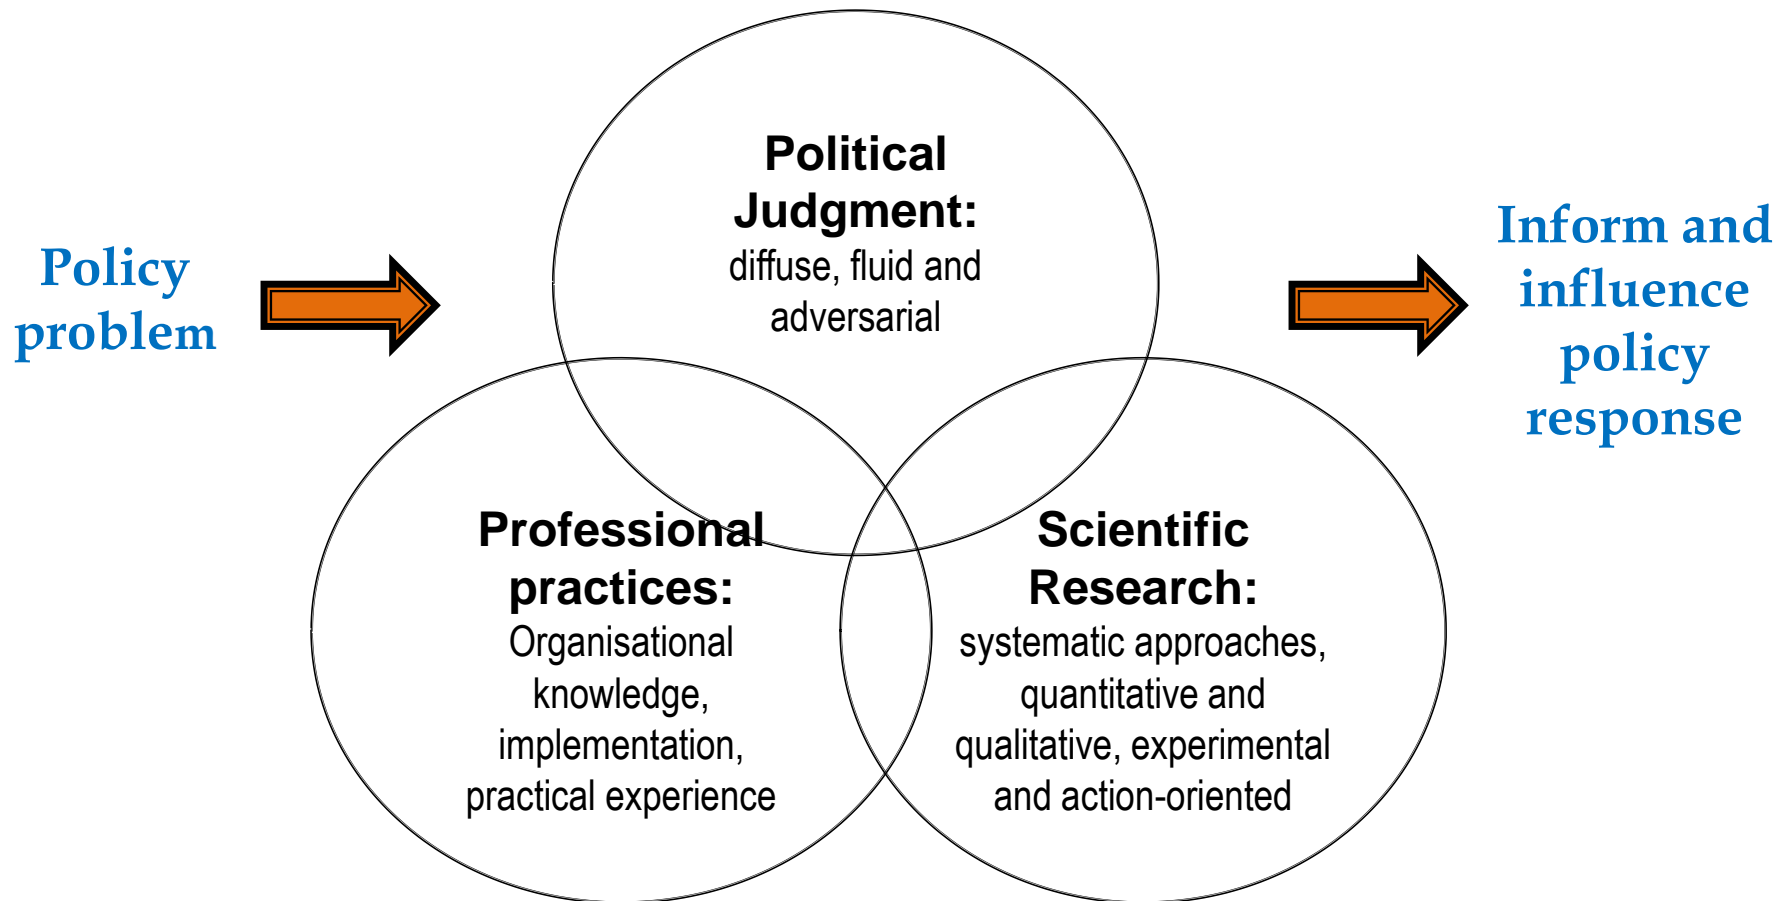 Policy
problem
Political
Judgment:
diffuse, fluid and
adversarial
Professional
practices:
Organisational
knowledge,
implementation,
practical experience
Scientific
Research:
systematic approaches,
quantitative and
qualitative, experimental
and action-oriented
Inform and
influence
policy
response